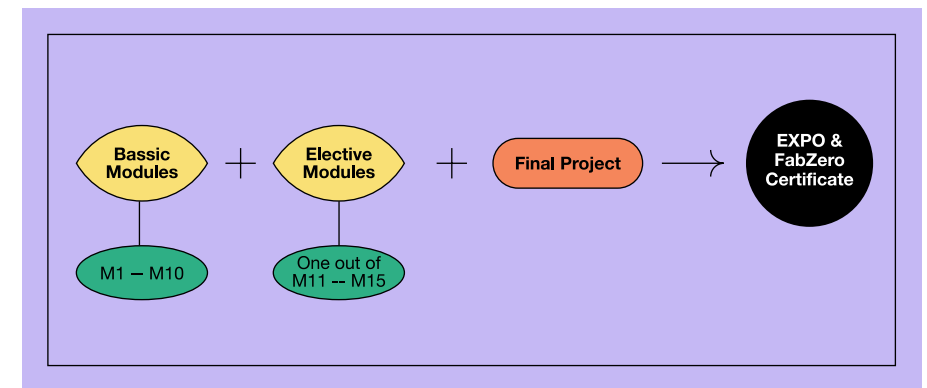 Bassic
Modules
Elective
Modules
Final Project
EXPO &
FabZero
Certificate
M1 – M10
One out of
M11 -- M15